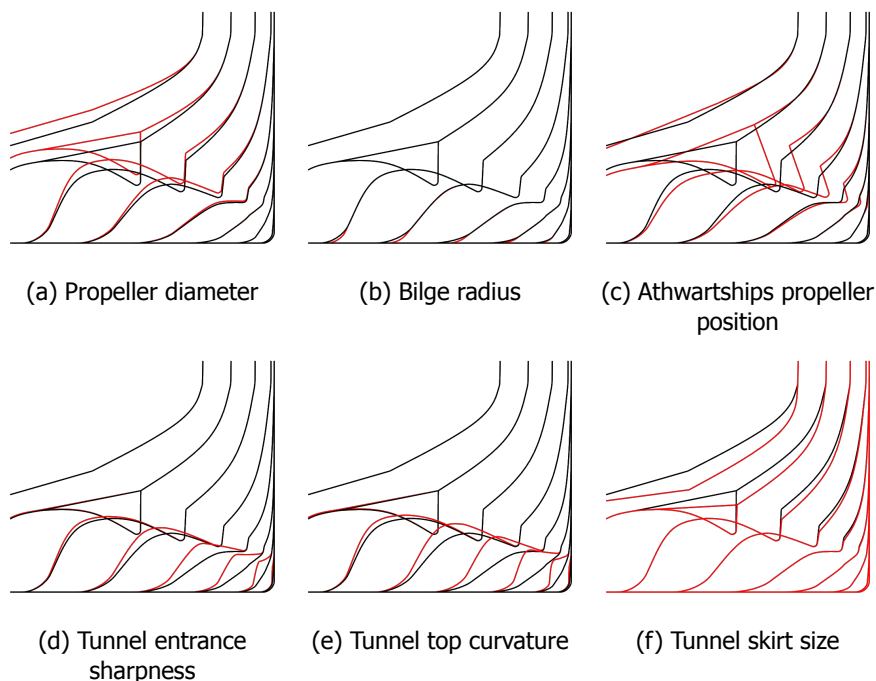 (a) Propeller diameter
(b) Bilge radius
(c) Athwartships propeller
position
(d) Tunnel entrance
sharpness
(e) Tunnel top curvature
(f) Tunnel skirt size